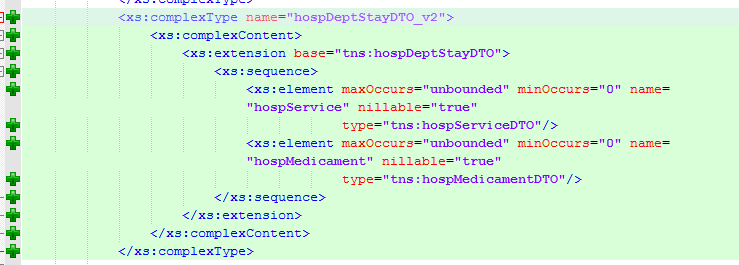 </xs:complexType>
<xs:complexType name="hospDeptStayDTO_v2">
<xs:complexContent>
<xs:extension base="tns:hospDeptStayDTO">
<xs:sequence>
<xs:element maxOccurs="unbounded" minOccurs="0" name=
"hospService" nillable="true"
type="tns:hospServiceDTO"/>
<xs:element maxOccurs="unbounded" minOccurs="0" name=
"hospMedicament" nillable="true"
type="tns:hospMedicamentDTO"/>
</xs:sequence>
</xs:extension>
</xs:complexContent>
</xs:complexType>